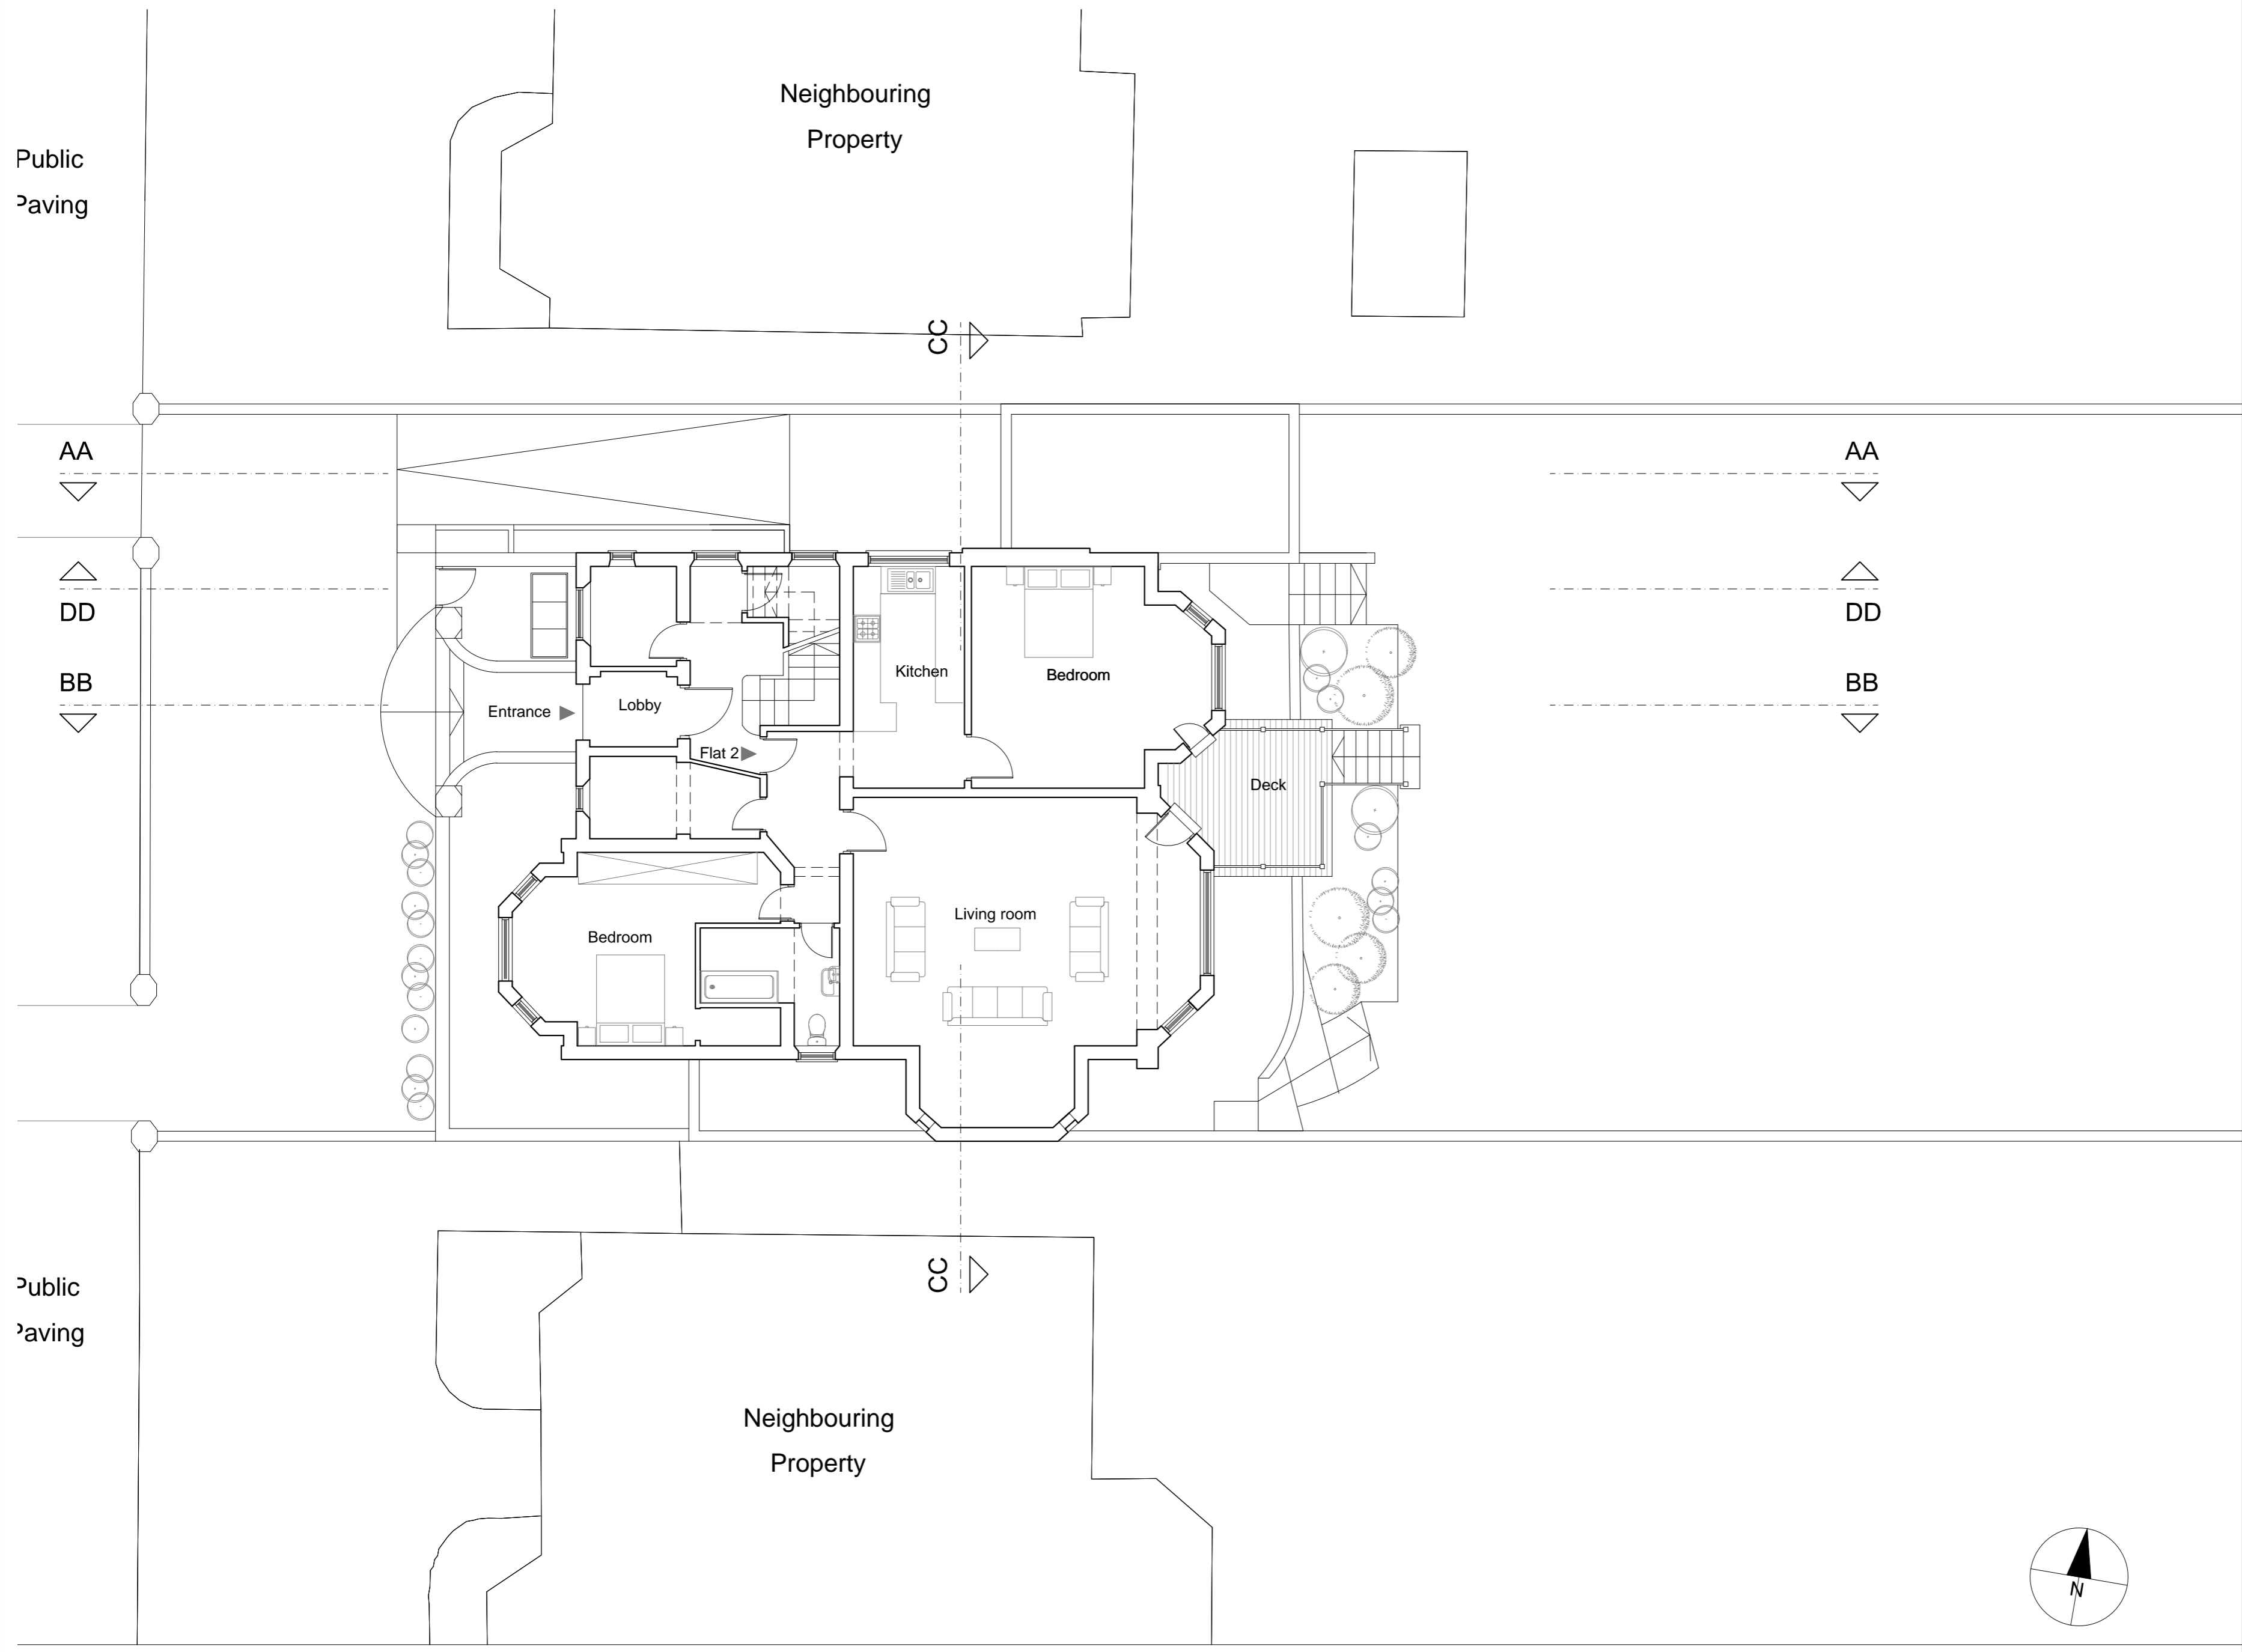 Neighbouring
Property
Public
Paving
CC
AA
AA
DD
DD
BB
BB
Kitchen
Bedroom
Lobby
Entrance
Flat 2
Deck
Living room
Bedroom
CC
Public
Paving
Neighbouring
Property
N